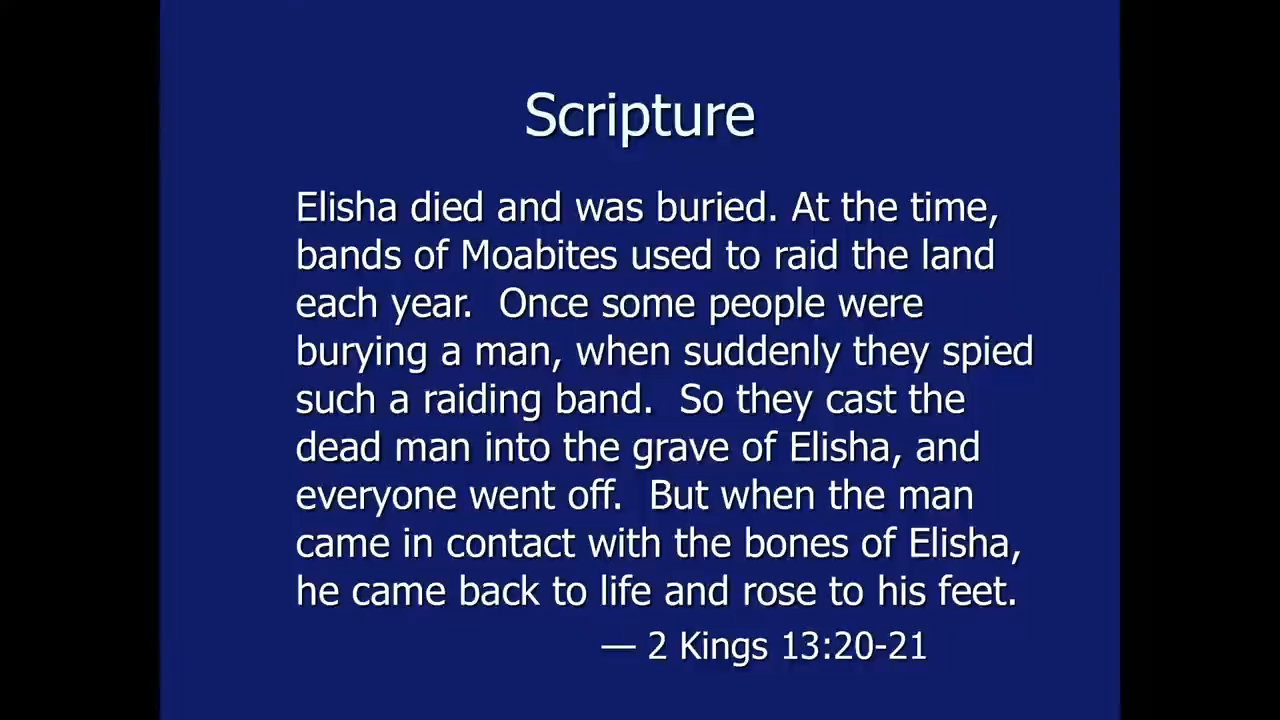 Scripture
Elisha died and was buried. At the time,
bands of Moabites used to raid the land
each year.  Once some people were
burying a man, when suddenly they spied
such a raiding band.  So they cast the
dead man into the grave of Elisha, and
everyone went off.  But when the man
came in contact with the bones of Elisha,
he came back to life and rose to his feet.
— 2 Kings 13:20-21